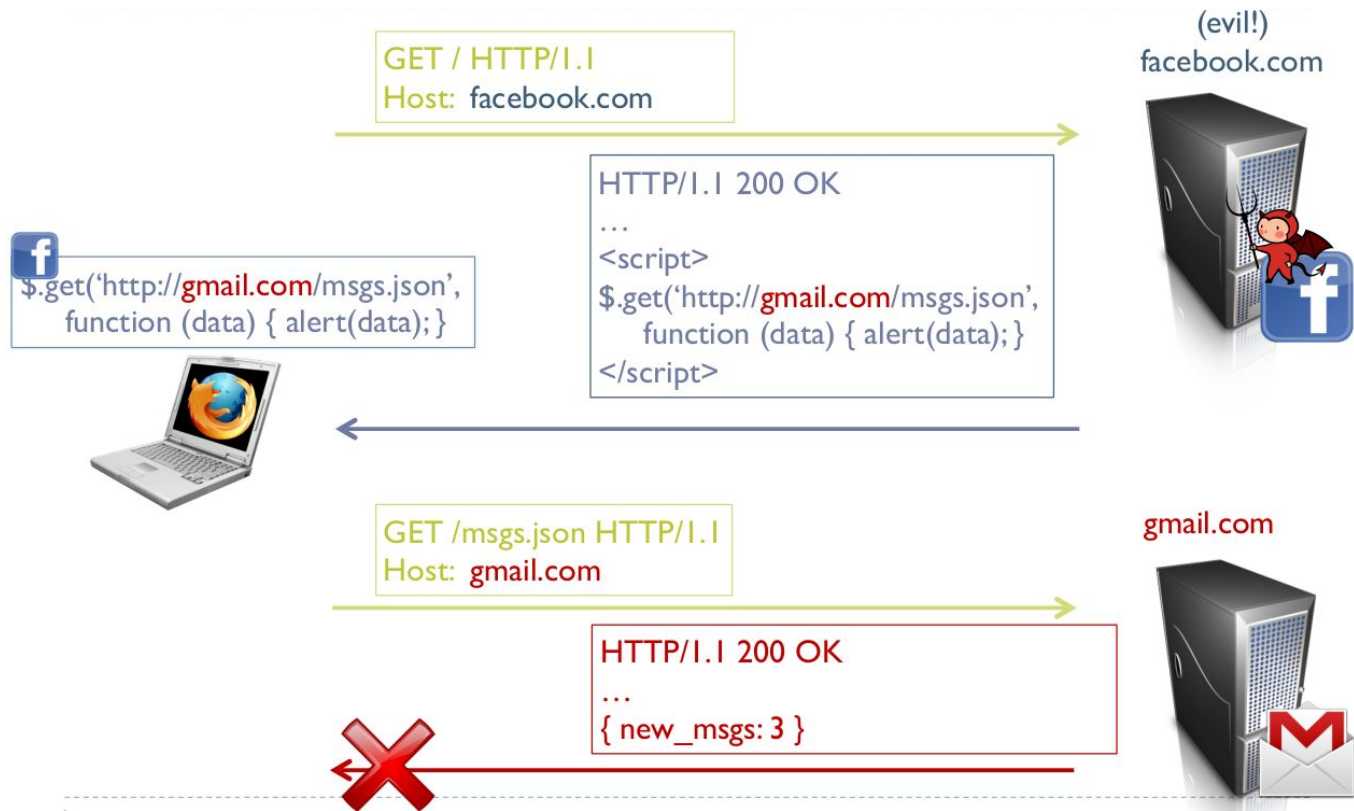 (evil!)
facebook.com
GET / HTTP/1.1
Host: facebook.com
HTTP/1.1 200 OK
...
<script>
$.get(‘http://gmail.com/msgs.json’,
function (data) { alert(data); }
</script>
f
f
$.get(‘http://gmail.com/msgs.json’,
function (data) { alert(data); }
GET /msgs.json HTTP/1.1
Host: gmail.com
gmail.com
HTTP/1.1 200 OK
...
{ new_msgs: 3 }
M